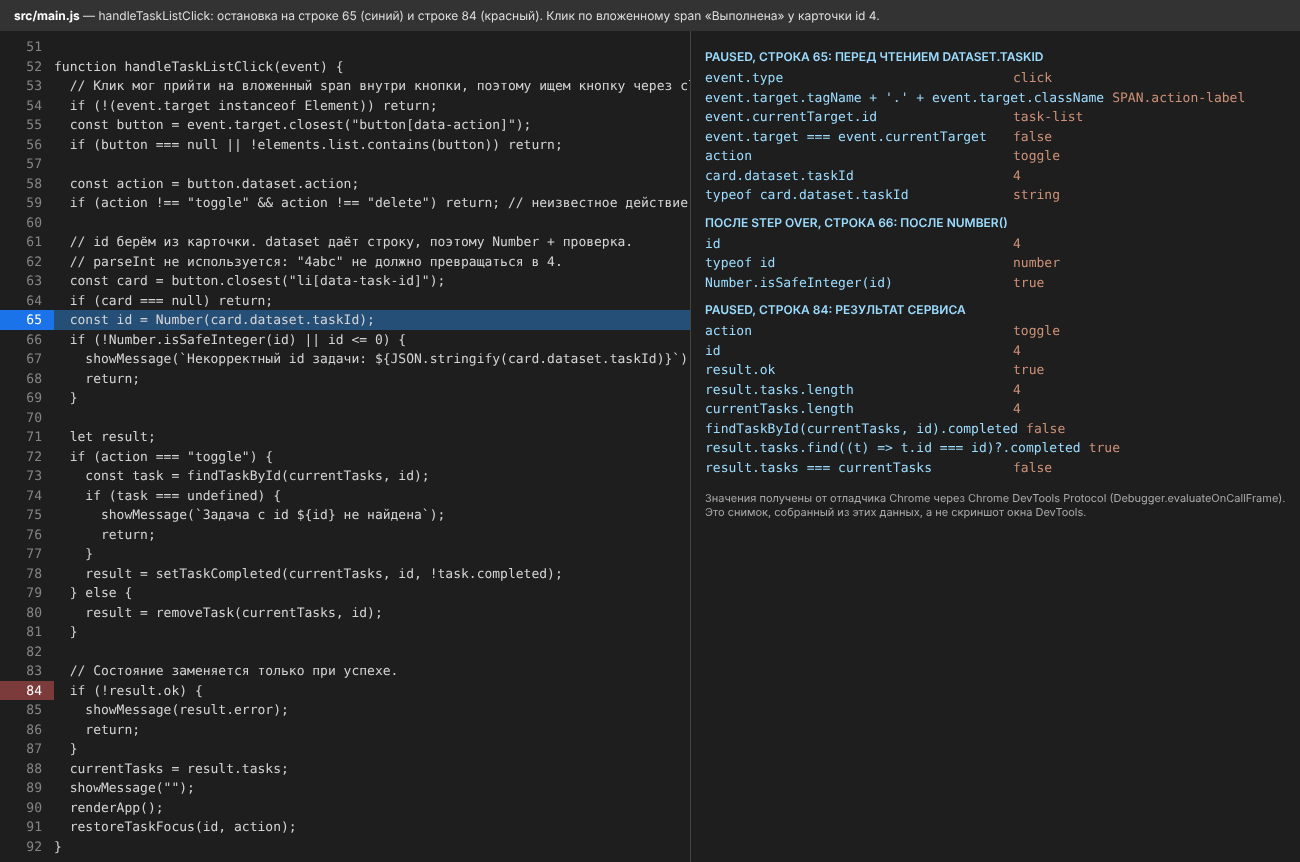 src/main.js — handleTaskListClick: остановка на строке 65 (синий) и строке 84 (красный). Клик по вложенному span «Выполнена» у карточки id 4.
51
52 function handleTaskListClick(event) {
53 // Клик мог прийти на вложенный span внутри кнопки, поэтому ищем кнопку через
54 if (!(event.target instanceof Element)) return;
55 const button = event.target.closest("button[data-action]");
56 if (button === null || !elements.list.contains(button)) return;
57
58 const action = button.dataset.action;
59 if (action !== "toggle" && action !== "delete") return; // неизвестное действие
60
61 // id берём из карточки. dataset даёт строку, поэтому Number + проверка.
62 // parseInt не используется: "4abc" не должно превращаться в 4.
63 const card = button.closest("li[data-task-id]");
64 if (card === null) return;
65 const id = Number(card.dataset.taskId);
66 if (!Number.isSafeInteger(id) || id <= 0) {
67 showMessage(`Некорректный id задачи: ${JSON.stringify(card.dataset.taskId)}`)
68 return;
69 }
70
71 let result;
72 if (action === "toggle") {
73 const task = findTaskById(currentTasks, id);
74 if (task === undefined) {
75 showMessage(`Задача с id ${id} не найдена`);
76 return;
77 }
78 result = setTaskCompleted(currentTasks, id, !task.completed);
79 } else {
80 result = removeTask(currentTasks, id);
81 }
82
83 // Состояние заменяется только при успехе.
84 if (!result.ok) {
85 showMessage(result.error);
86 return;
87 }
88 currentTasks = result.tasks;
89 showMessage("");
90 renderApp();
91 restoreTaskFocus(id, action);
92 }
PAUSED, СТРОКА 65: ПЕРЕД ЧТЕНИЕМ DATASET.TASKID
event.type click
event.target.tagName + '.' + event.target.className SPAN.action-label
event.currentTarget.id task-list
event.target === event.currentTarget false
action toggle
card.dataset.taskId 4
typeof card.dataset.taskId string
ПОСЛЕ STEP OVER, СТРОКА 66: ПОСЛЕ NUMBER()
id 4
typeof id number
Number.isSafeInteger(id) true
PAUSED, СТРОКА 84: РЕЗУЛЬТАТ СЕРВИСА
action toggle
id 4
result.ok true
result.tasks.length 4
currentTasks.length 4
findTaskById(currentTasks, id).completed false
result.tasks.find((t) => t.id === id)?.completed true
result.tasks === currentTasks false
Значения получены от отладчика Chrome через Chrome DevTools Protocol (Debugger.evaluateOnCallFrame).
Это снимок, собранный из этих данных, а не скриншот окна DevTools.